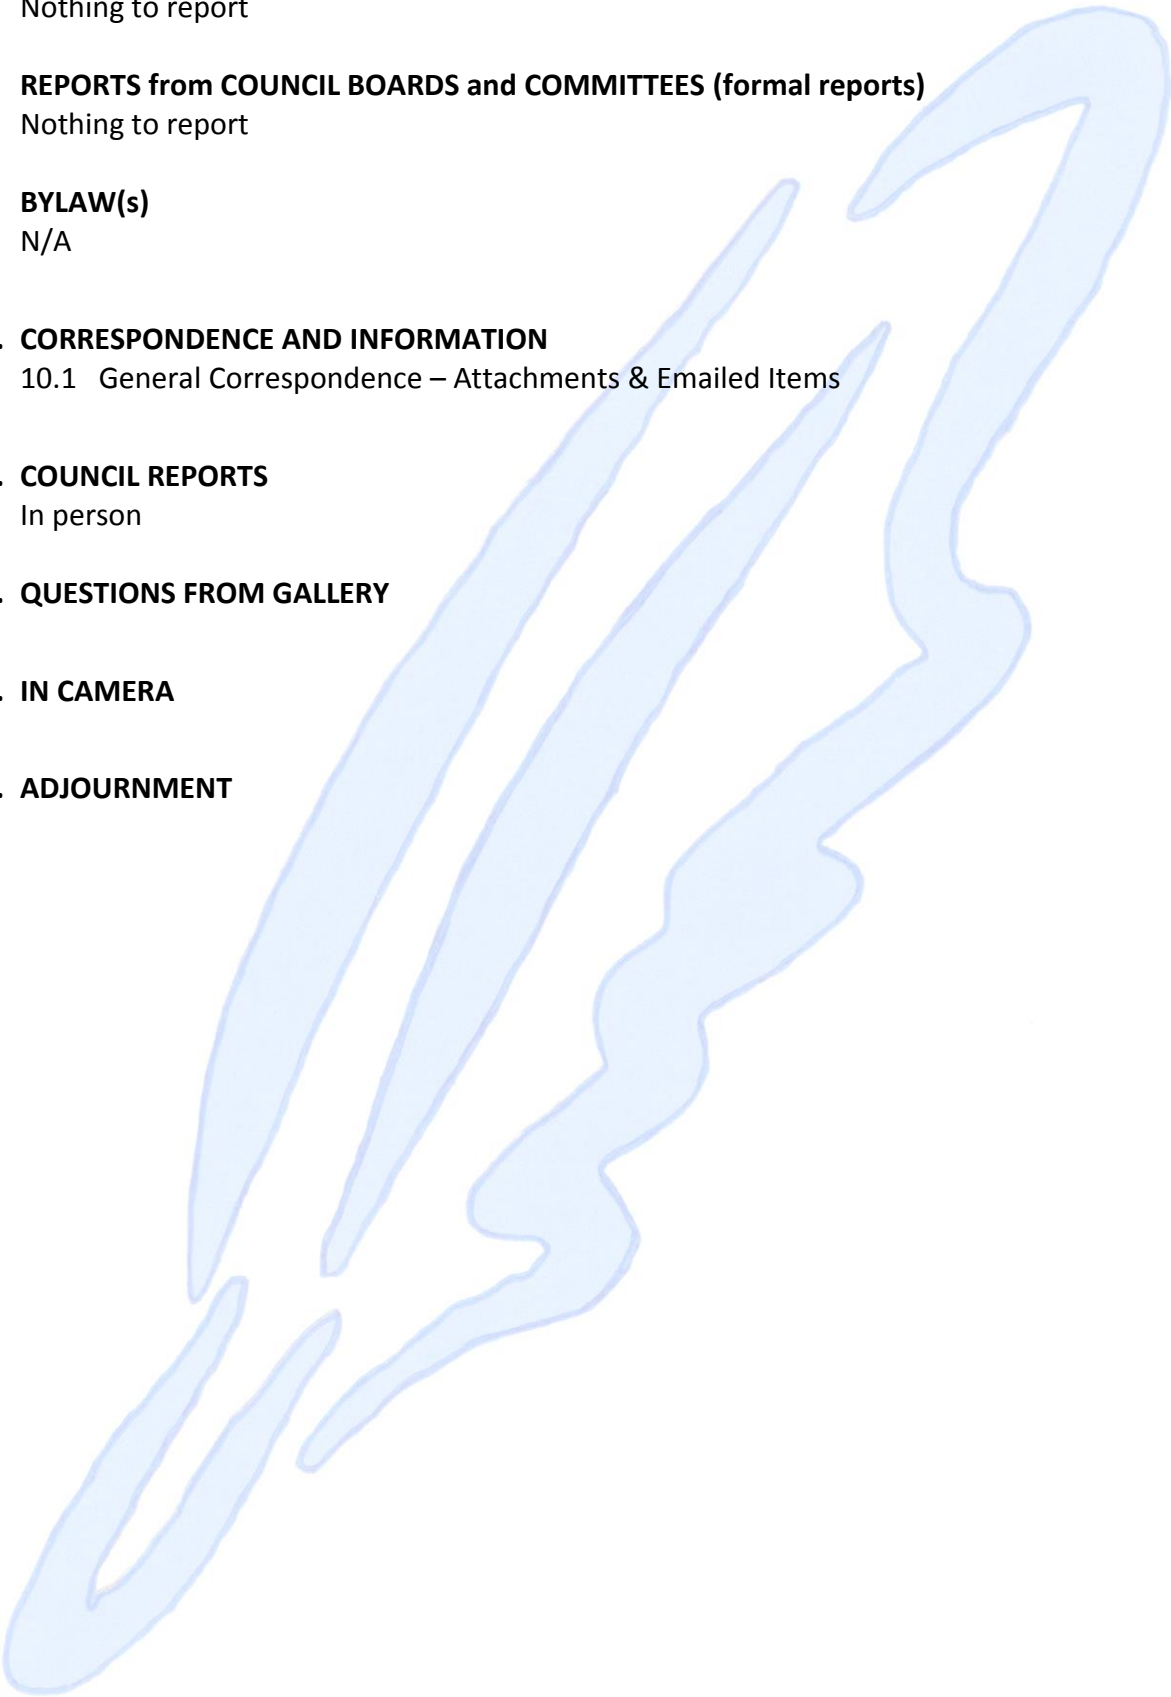 Nothing to report
REPORTS from COUNCIL BOARDS and COMMITTEES (formal reports)
Nothing to report
BYLAW(s)
N/A
. CORRESPONDENCE AND INFORMATION
10.1 General Correspondence – Attachments & Emailed Items
. COUNCIL REPORTS
In person
. QUESTIONS FROM GALLERY
. IN CAMERA
. ADJOURNMENT